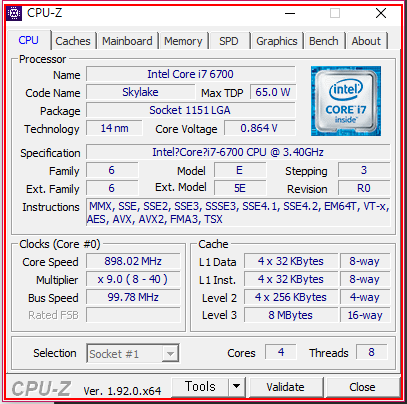 CPU-Z
CPU Caches Mainboard Memory SPD Graphics Bench About
Processor
Name Intel Core i7 6700
Code Name Skylake Max TDP 65.0 W
Package Socket 1151 LGA
Technology 14 nm Core Voltage 0.864 V
intel
CORE i7
inside™
Specification Intel?Core?i7-6700 CPU @ 3.40GHz
Family 6 Model E Stepping 3
Ext. Family 6 Ext. Model 5E Revision R0
Instructions MMX, SSE, SSE2, SSE3, SSSE3, SSE4.1, SSE4.2, EM64T, VT-x,
AES, AVX, AVX2, FMA3, TSX
Clocks (Core #0)
Core Speed 898.02 MHz
Multiplier x 9.0 ( 8 - 40 )
Bus Speed 99.78 MHz
Rated FSB
Cache
L1 Data 4 x 32 KBytes 8-way
L1 Inst. 4 x 32 KBytes 8-way
Level 2 4 x 256 KBytes 4-way
Level 3 8 MBytes 16-way
Selection Socket #1 Cores 4 Threads 8
CPU-Z Ver. 1.92.0.x64 Tools Validate Close